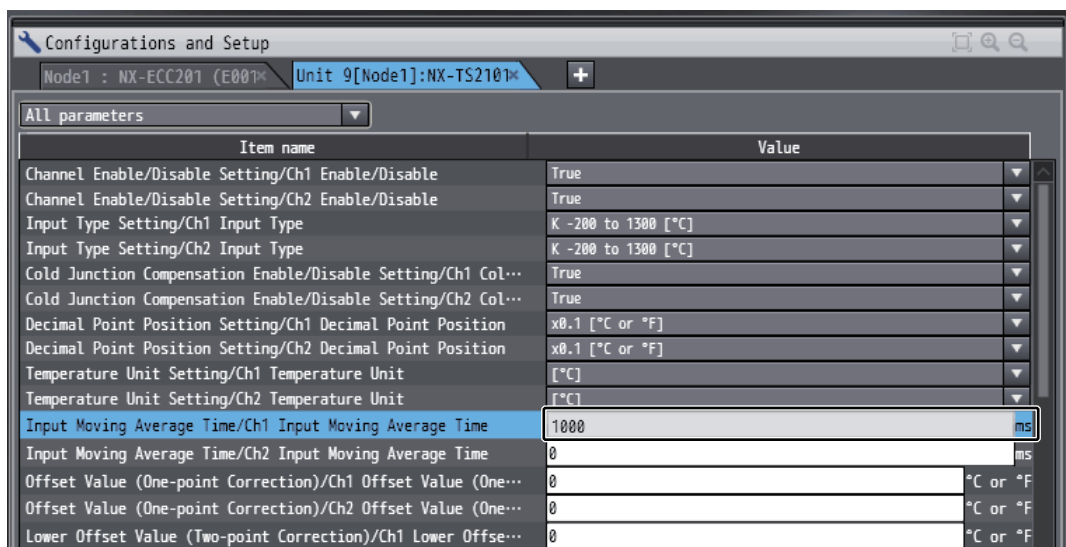 Configurations and Setup
Node1 : NX-ECC201 (E001× Unit 9[Node1]:NX-TS2101×
All parameters
Item name Value
Channel Enable/Disable Setting/Ch1 Enable/Disable True
Channel Enable/Disable Setting/Ch2 Enable/Disable True
Input Type Setting/Ch1 Input Type K -200 to 1300 [°C]
Input Type Setting/Ch2 Input Type K -200 to 1300 [°C]
Cold Junction Compensation Enable/Disable Setting/Ch1 Col··· True
Cold Junction Compensation Enable/Disable Setting/Ch2 Col··· True
Decimal Point Position Setting/Ch1 Decimal Point Position x0.1 [°C or °F]
Decimal Point Position Setting/Ch2 Decimal Point Position x0.1 [°C or °F]
Temperature Unit Setting/Ch1 Temperature Unit [°C]
Temperature Unit Setting/Ch2 Temperature Unit [°C]
Input Moving Average Time/Ch1 Input Moving Average Time 1000 ms
Input Moving Average Time/Ch2 Input Moving Average Time 0 ms
Offset Value (One-point Correction)/Ch1 Offset Value (One··· 0 °C or °F
Offset Value (One-point Correction)/Ch2 Offset Value (One··· 0 °C or °F
Lower Offset Value (Two-point Correction)/Ch1 Lower Offse··· 0 °C or °F